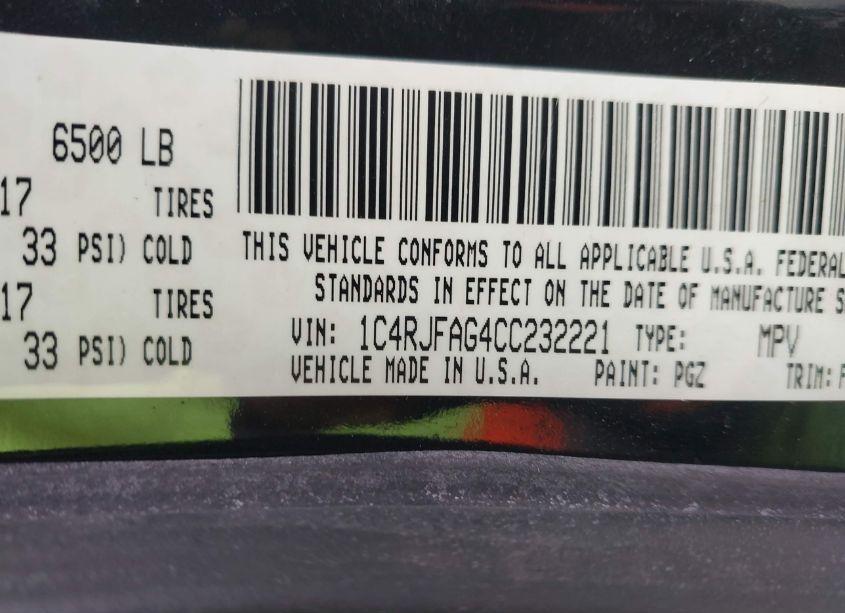 6500 LB
17 TIRES
33 PSI) COLD
17 TIRES
33 PSI) COLD
THIS VEHICLE CONFORMS TO ALL APPLICABLE U.S.A. FEDERAL
STANDARDS IN EFFECT ON THE DATE OF MANUFACTURE S
VIN: 1C4RJFAG4CC232221 TYPE: MPV
VEHICLE MADE IN U.S.A. PAINT: PGZ TRIM: F